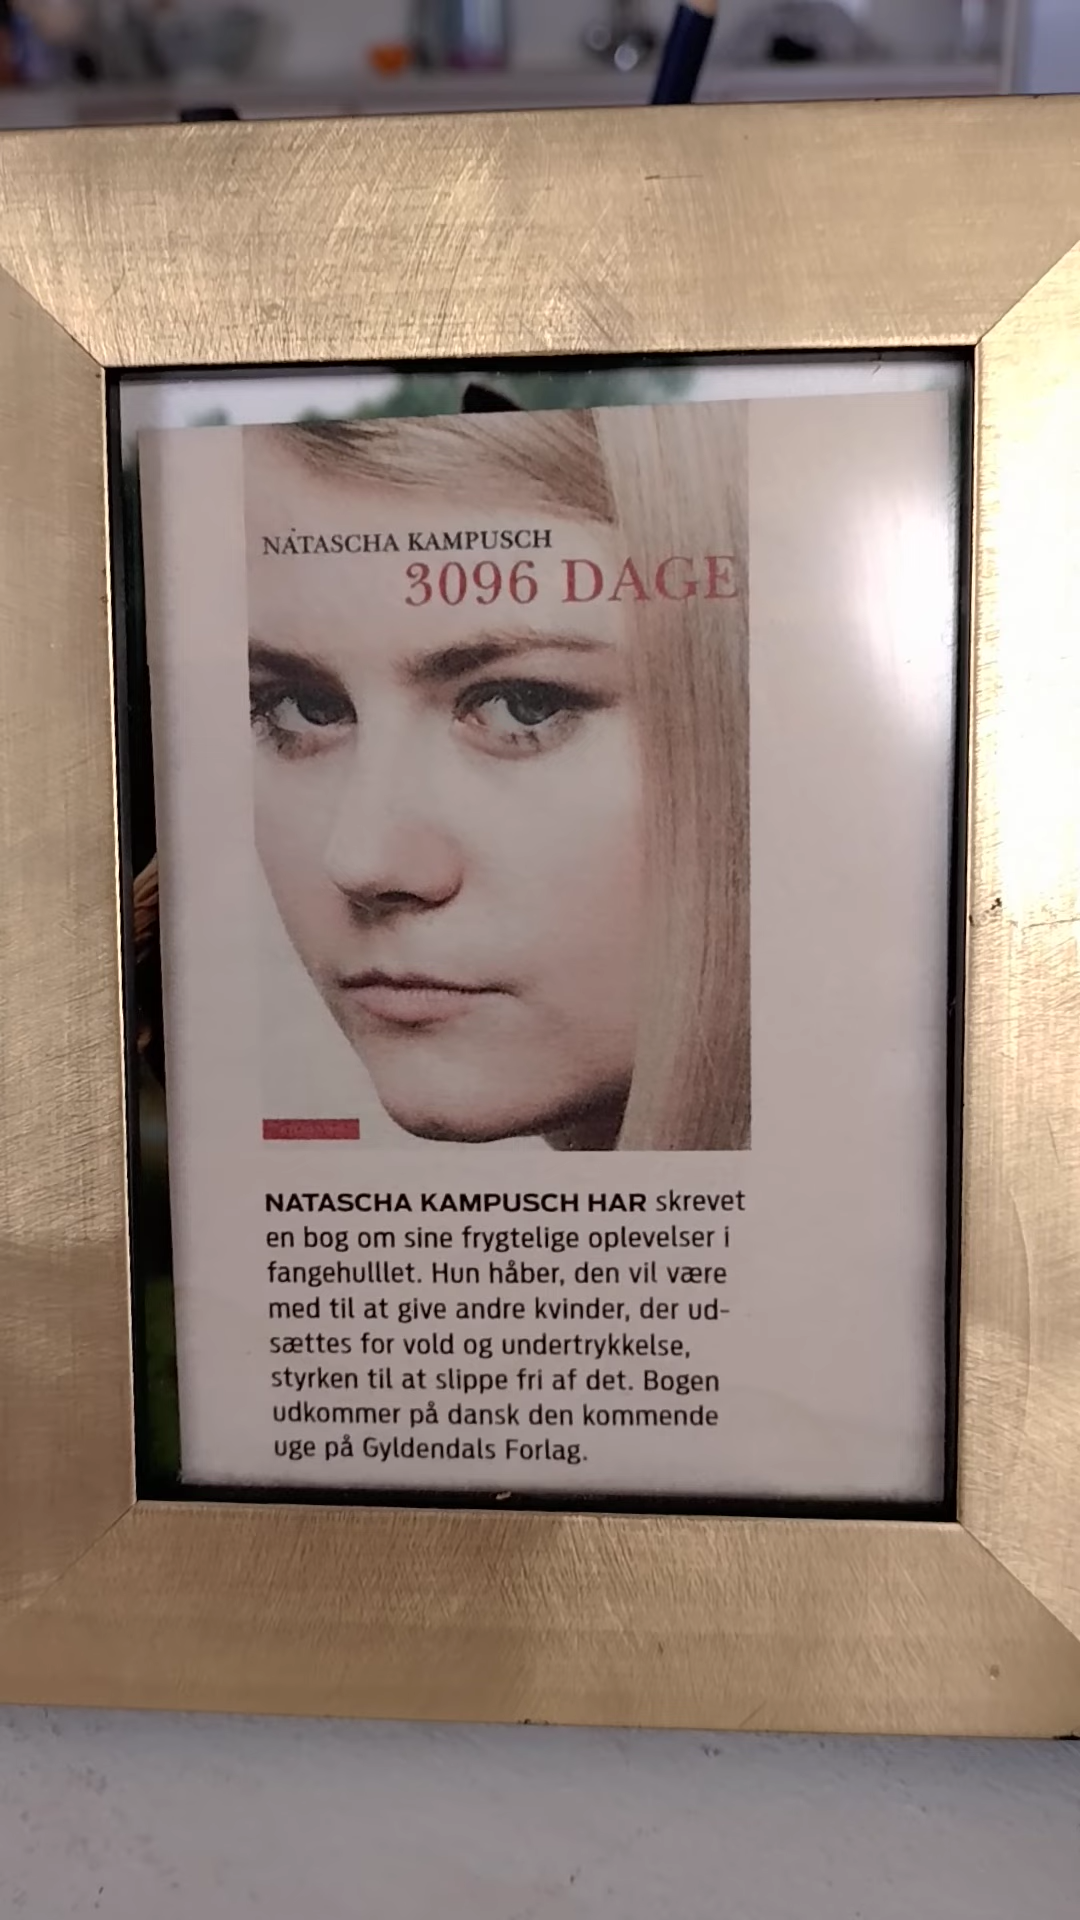 NATASCHA KAMPUSCH
3096 DAGE
NATASCHA KAMPUSCH HAR skrevet
en bog om sine frygtelige oplevelser i
fangehulllet. Hun håber, den vil være
med til at give andre kvinder, der ud-
sættes for vold og undertrykkelse,
styrken til at slippe fri af det. Bogen
udkommer på dansk den kommende
uge på Gyldendals Forlag.